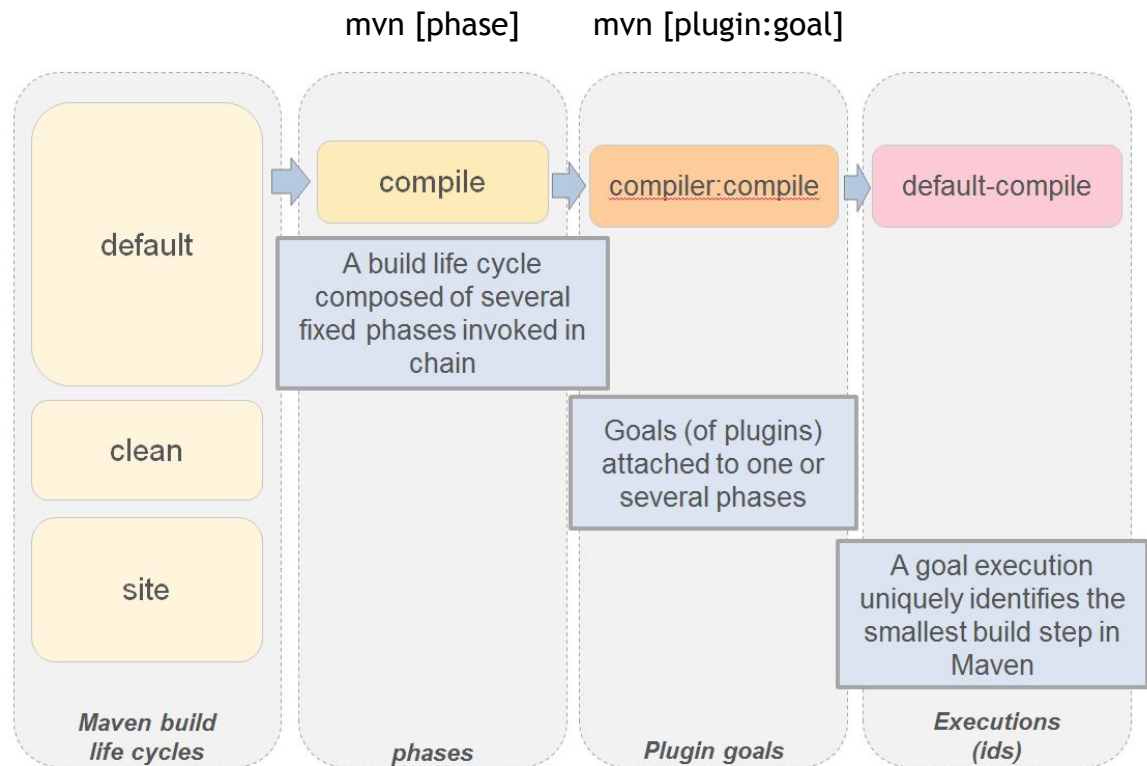 mvn [phase]
mvn [plugin:goal]
default
clean
site
Maven build
life cycles
compile
A build life cycle
composed of several
fixed phases invoked in
chain
phases
compiler:compile
Goals (of plugins)
attached to one or
several phases
Plugin goals
default-compile
A goal execution
uniquely identifies the
smallest build step in
Maven
Executions
(ids)